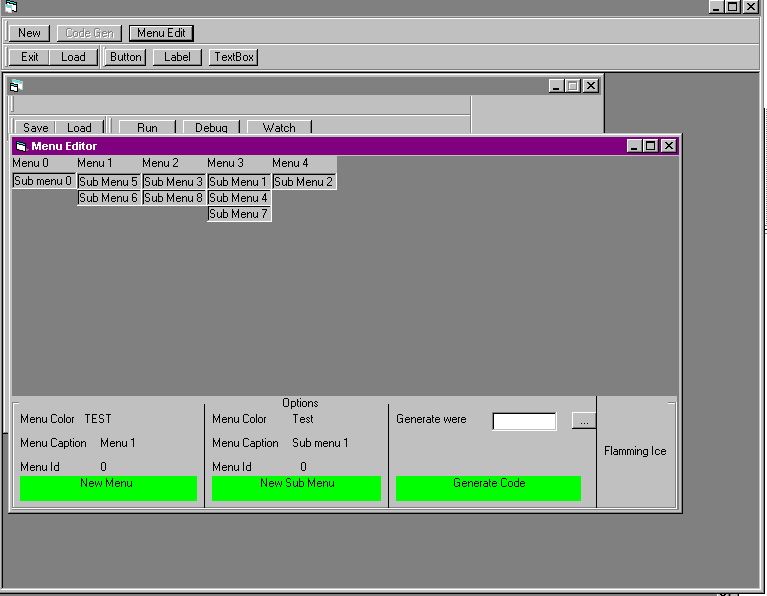 New Code Gen Menu Edit
Exit Load Button Label TextBox
Save Load Run Debug Watch
Menu Editor
Menu 0 Menu 1 Menu 2 Menu 3 Menu 4
Sub menu 0 Sub Menu 5 Sub Menu 3 Sub Menu 1 Sub Menu 2
Sub Menu 6 Sub Menu 8 Sub Menu 4
Sub Menu 7
Options
Menu Color TEST Menu Color Test Generate were ...
Menu Caption Menu 1 Menu Caption Sub menu 1 Flamming Ice
Menu Id 0 Menu Id 0
New Menu New Sub Menu Generate Code